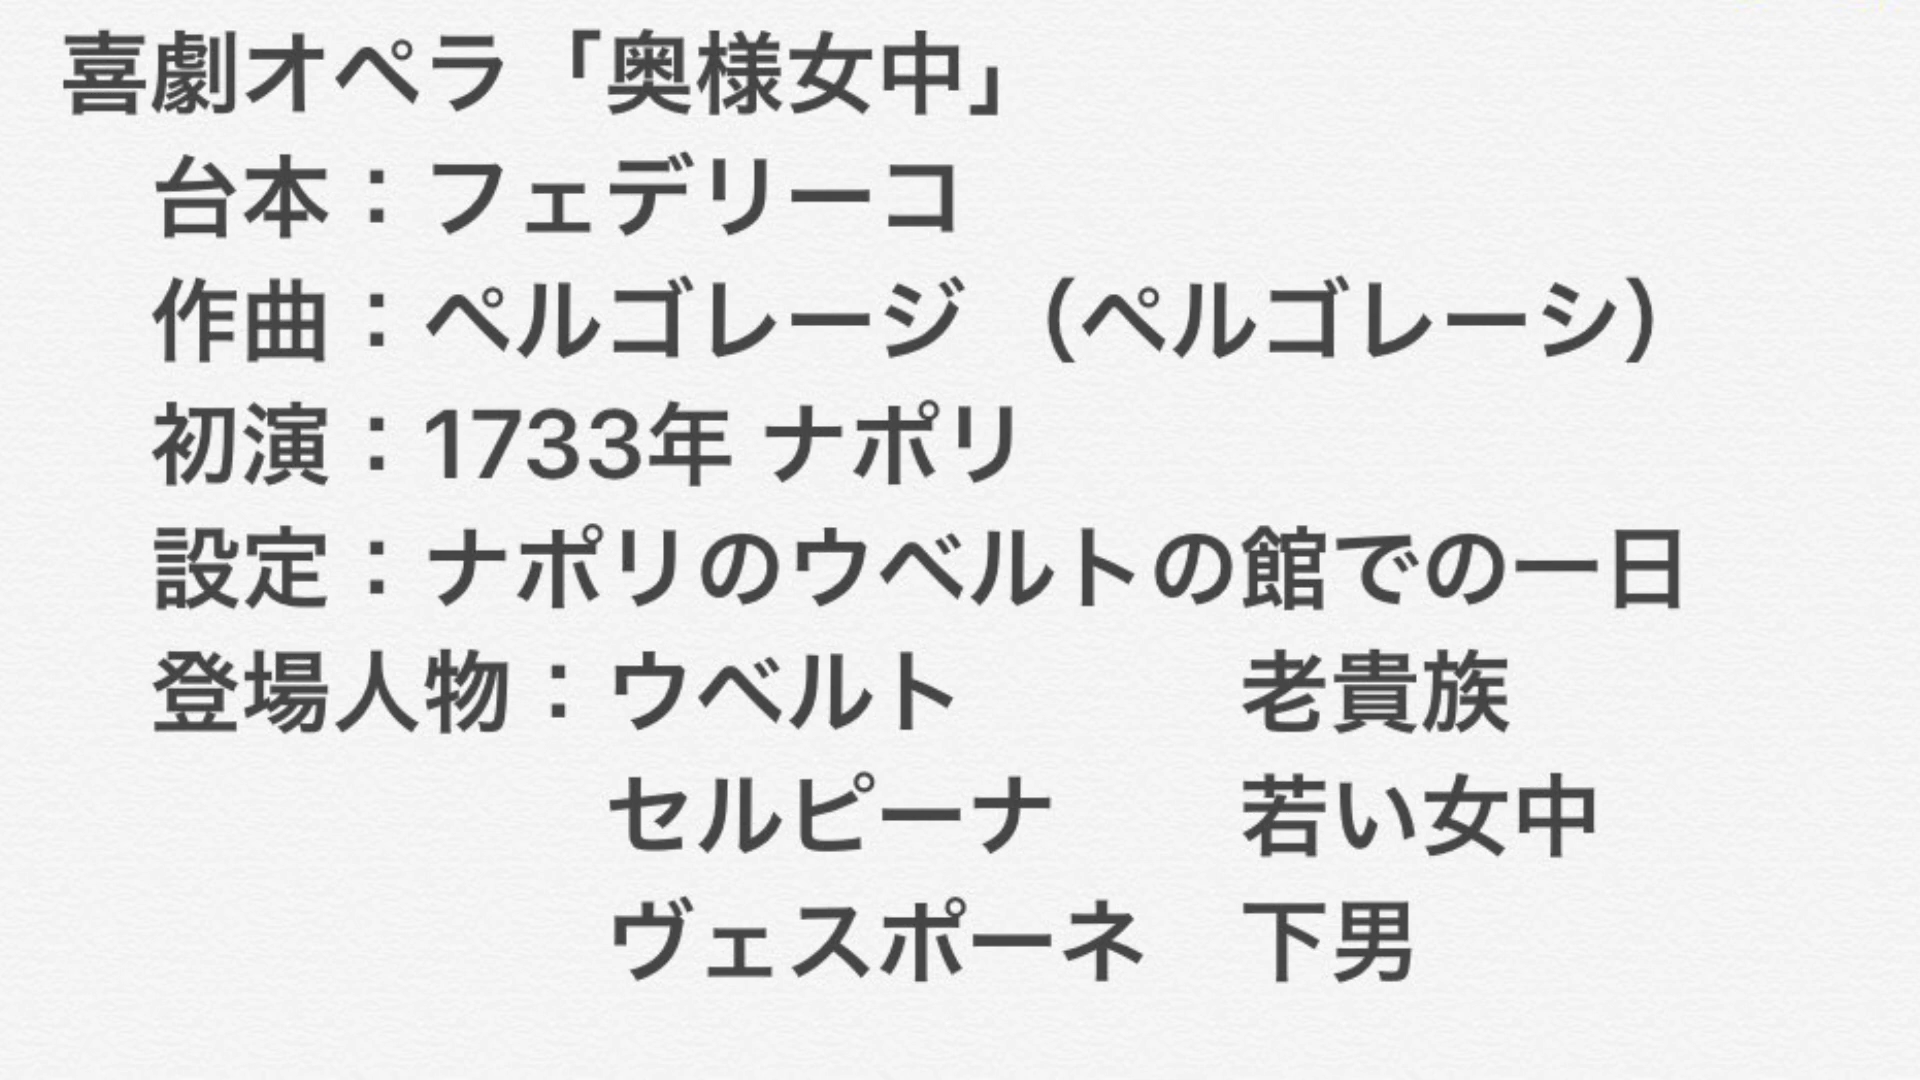 喜劇オペラ「奥様女中」
台本：フェデリーコ
作曲：ペルゴレージ （ペルゴレーシ）
初演：1733年 ナポリ
設定：ナポリのウベルトの館での一日
登場人物：ウベルト　　　老貴族
セルピーナ　　若い女中
ヴェスポーネ　下男